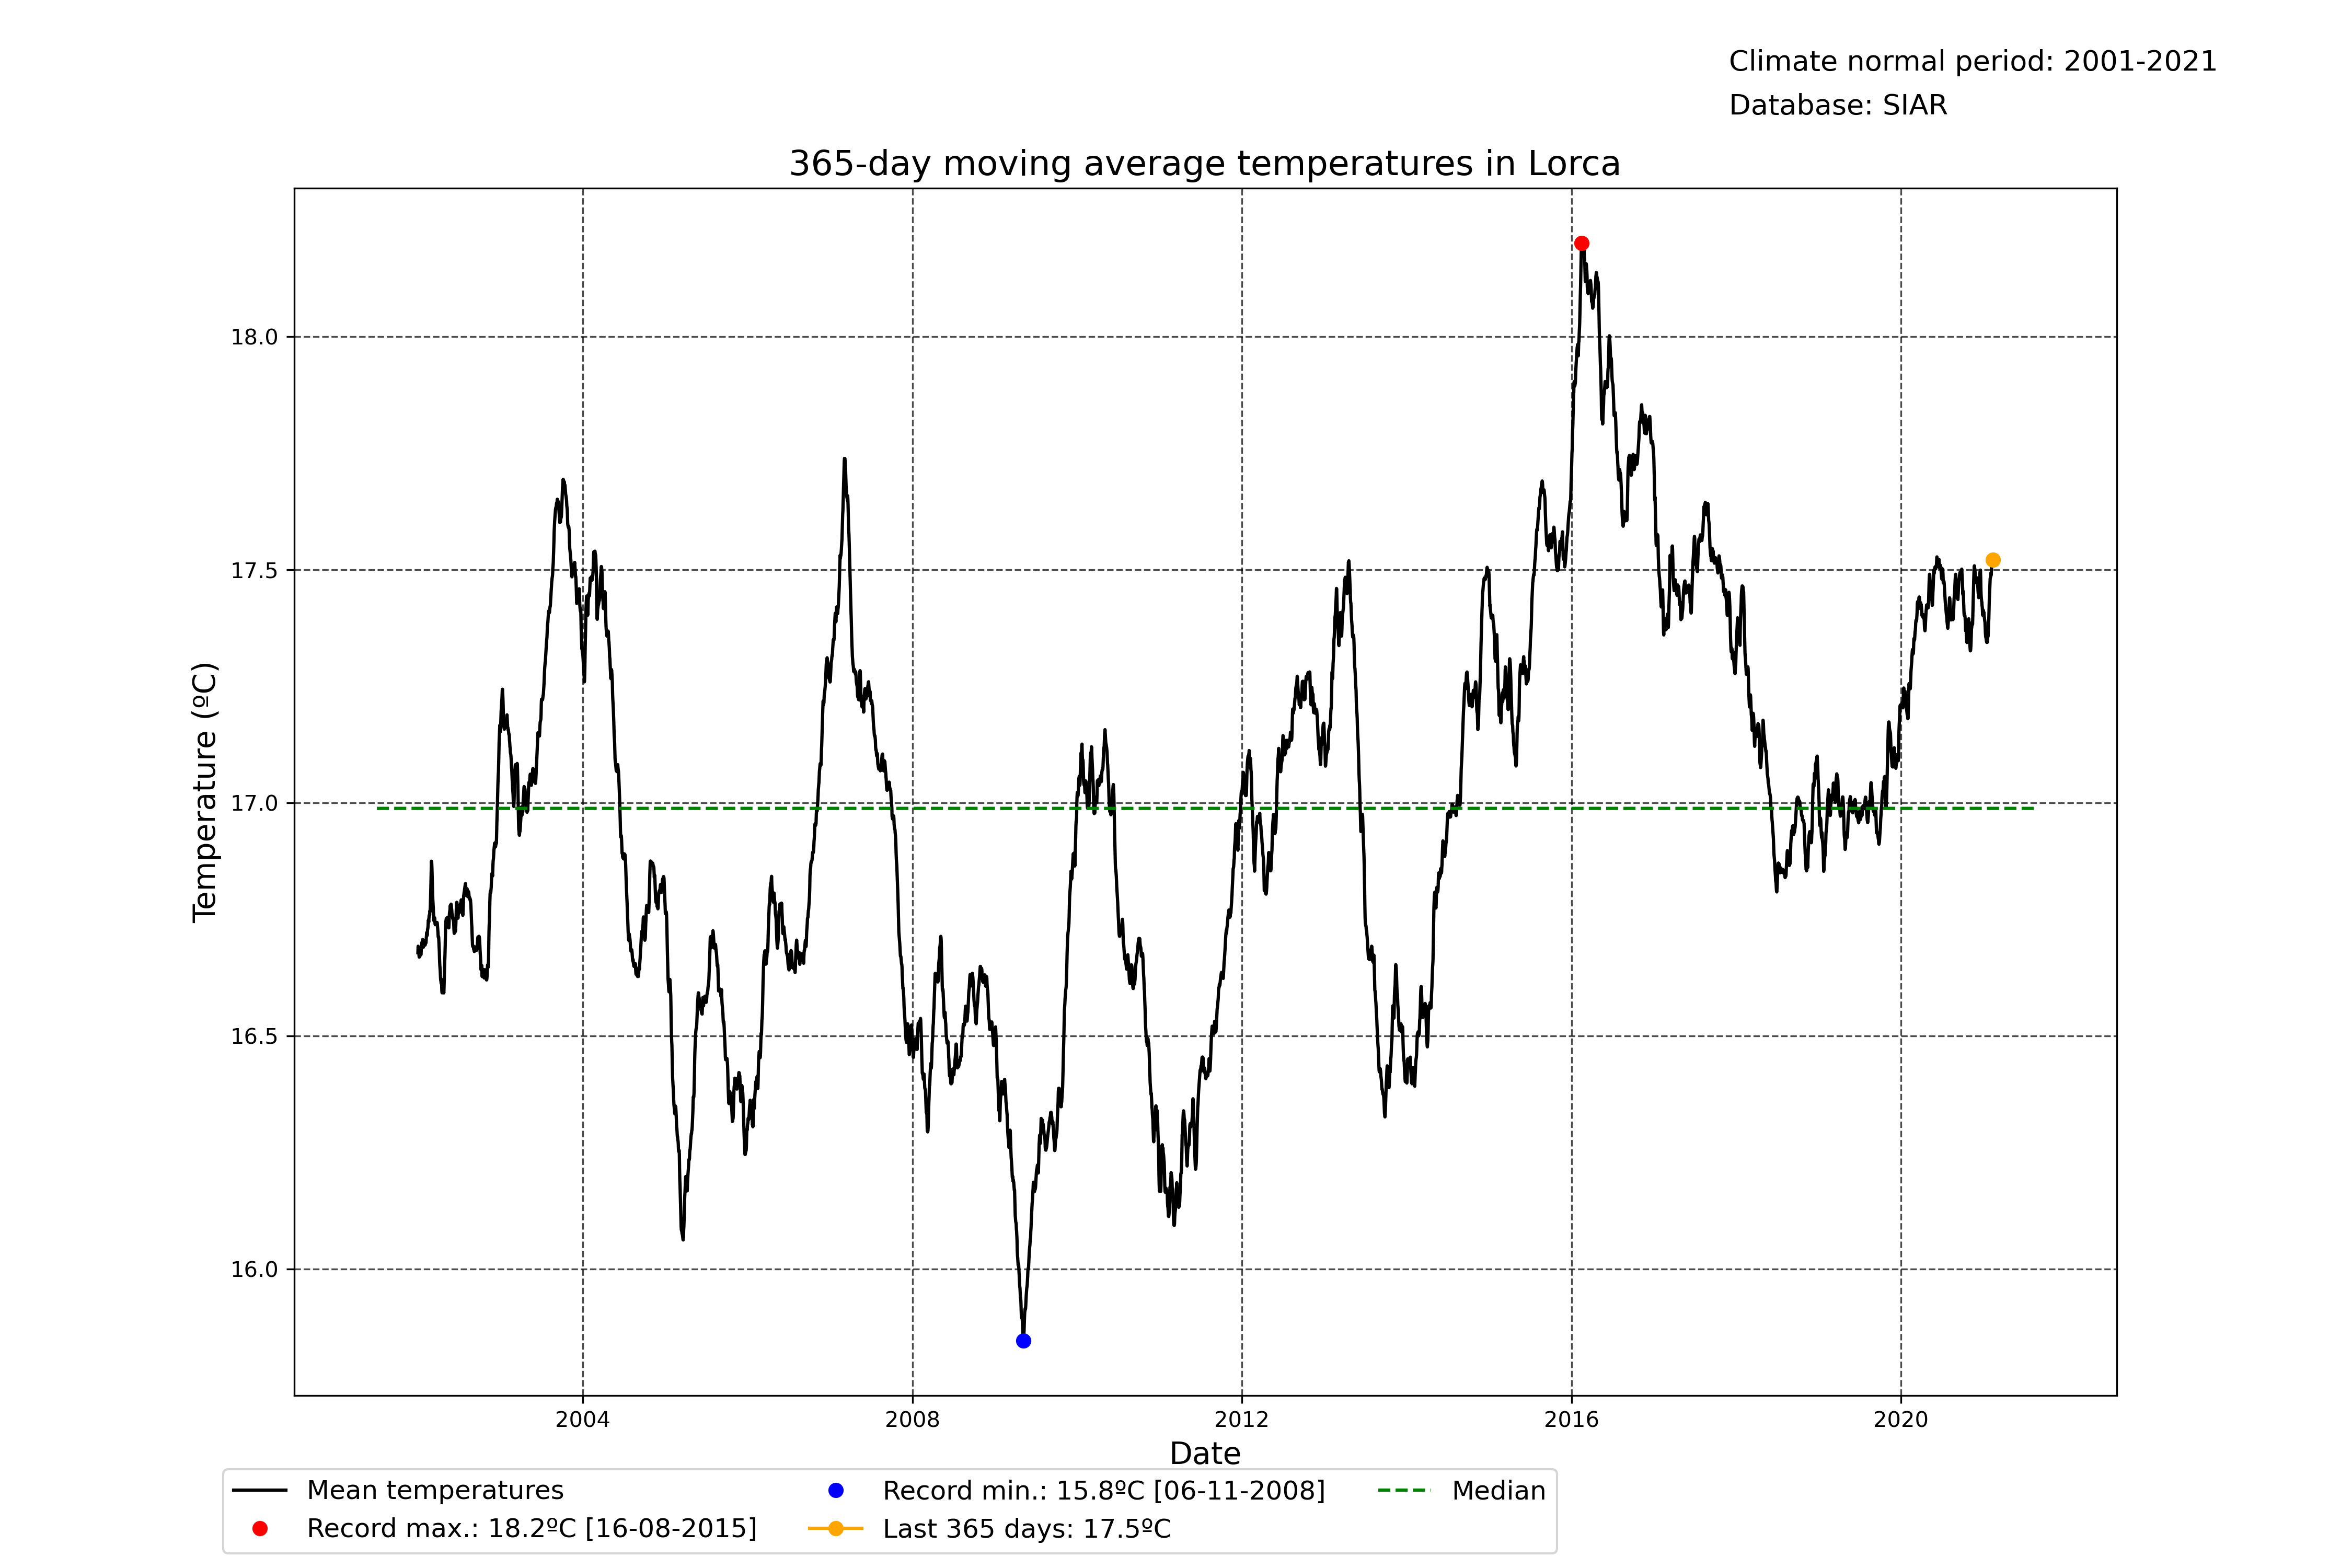 Climate normal period: 2001-2021
Database: SIAR
365-day moving average temperatures in Lorca
Temperature (ºC)
18.0
17.5
17.0
16.5
16.0
2004 2008 2012 2016 2020
Date
Mean temperatures
Record max.: 18.2ºC [16-08-2015]
Record min.: 15.8ºC [06-11-2008]
Last 365 days: 17.5ºC
Median